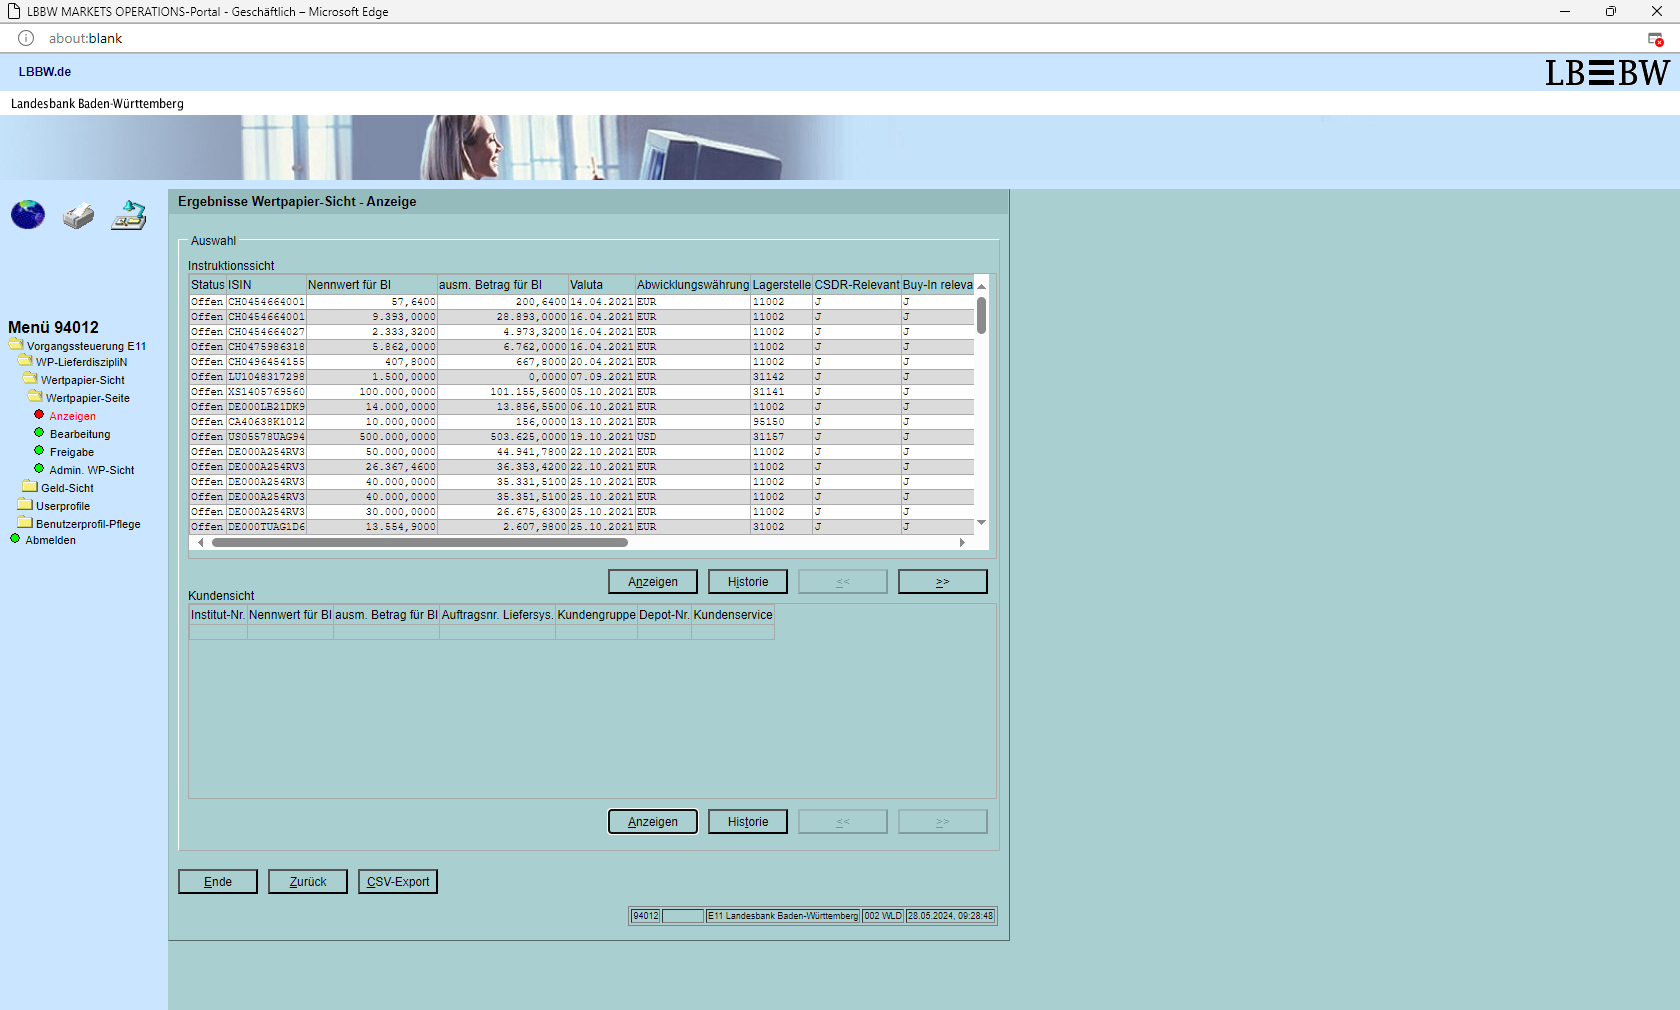 LBBW MARKETS OPERATIONS-Portal - Geschäftlich – Microsoft Edge
about:blank
LBBW.de
LBBW
Landesbank Baden-Württemberg
Menü 94012
Vorgangssteuerung E11
WP-LieferdiszipliN
Wertpapier-Sicht
Wertpapier-Seite
Anzeigen
Bearbeitung
Freigabe
Admin. WP-Sicht
Geld-Sicht
Userprofile
Benutzerprofil-Pflege
Abmelden
Ergebnisse Wertpapier-Sicht - Anzeige
Auswahl
Instruktionssicht
Status ISIN Nennwert für BI ausm. Betrag für BI Valuta Abwicklungswährung Lagerstelle CSDR-Relevant Buy-In releva
Offen CH0454664001 57,6400 200,6400 14.04.2021 EUR 11002 J J
Offen CH0454664001 9.393,0000 28.893,0000 16.04.2021 EUR 11002 J J
Offen CH0454664027 2.333,3200 4.973,3200 16.04.2021 EUR 11002 J J
Offen CH0475986318 5.862,0000 6.762,0000 16.04.2021 EUR 11002 J J
Offen CH0496454155 407,8000 667,8000 20.04.2021 EUR 11002 J J
Offen LU1048317298 1.500,0000 0,0000 07.09.2021 EUR 31142 J J
Offen XS1405769560 100.000,0000 101.155,5600 05.10.2021 EUR 31141 J J
Offen DE000LB21DK9 14.000,0000 13.856,5500 06.10.2021 EUR 11002 J J
Offen CA40638K1012 10.000,0000 156,0000 13.10.2021 EUR 95150 J J
Offen US05578UAG94 500.000,0000 503.625,0000 19.10.2021 USD 31157 J J
Offen DE000A254RV3 50.000,0000 44.941,7800 22.10.2021 EUR 11002 J J
Offen DE000A254RV3 26.367,4600 36.353,4200 22.10.2021 EUR 11002 J J
Offen DE000A254RV3 40.000,0000 35.331,5100 25.10.2021 EUR 11002 J J
Offen DE000A254RV3 40.000,0000 35.351,5100 25.10.2021 EUR 11002 J J
Offen DE000A254RV3 30.000,0000 26.675,6300 25.10.2021 EUR 11002 J J
Offen DE000TUAG1D6 13.554,9000 2.607,9800 25.10.2021 EUR 31002 J J
Anzeigen Historie << >>
Kundensicht
Institut-Nr. Nennwert für BI ausm. Betrag für BI Auftragsnr. Liefersys. Kundengruppe Depot-Nr. Kundenservice
Anzeigen Historie << >>
Ende Zurück CSV-Export
94012 E11 Landesbank Baden-Württemberg 002 WLD 28.05.2024, 09:28:48